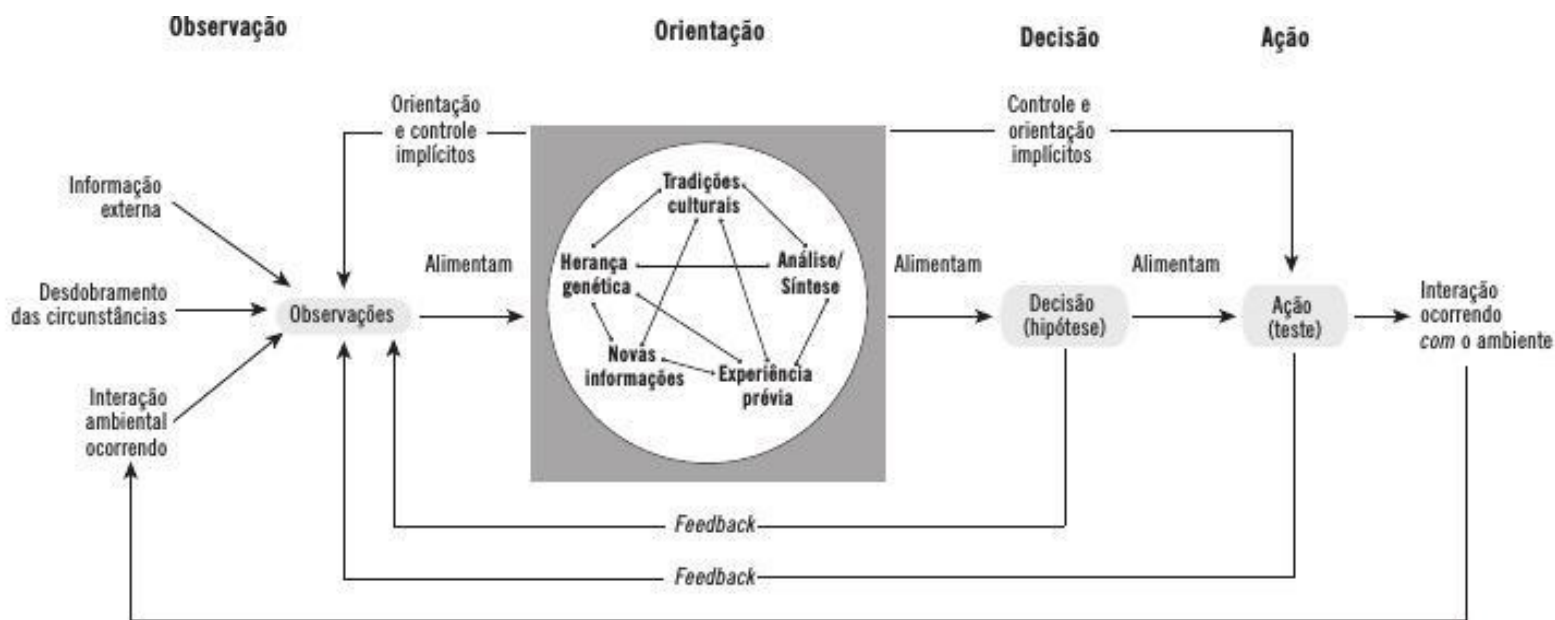 Observação
Orientação
Decisão
Ação
Orientação
e controle
implícitos
Controle e
orientação
implícitos
Informação
externa
Desdobramento
das circunstâncias
Interação
ambiental
ocorrendo
Observações
Alimentam
Tradições
culturais
Herança
genética
Análise/
Síntese
Novas
informações
Experiência
prévia
Alimentam
Decisão
(hipótese)
Alimentam
Ação
(teste)
Interação
ocorrendo
com o ambiente
Feedback
Feedback